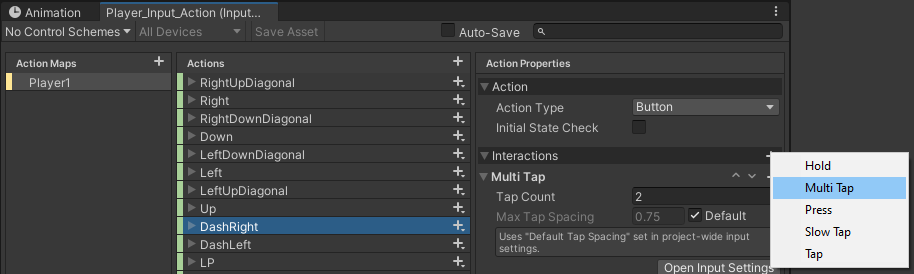 Animation
Player_Input_Action (Input...
No Control Schemes
All Devices
Save Asset
Auto-Save
Action Maps
Player1
Actions
RightUpDiagonal
Right
RightDownDiagonal
Down
LeftDownDiagonal
Left
LeftUpDiagonal
Up
DashRight
DashLeft
LP
Action Properties
Action
Action Type
Button
Initial State Check
Interactions
Multi Tap
Tap Count
2
Max Tap Spacing
0.75
Default
Uses "Default Tap Spacing" set in project-wide input
settings.
Open Input Settings
Hold
Multi Tap
Press
Slow Tap
Tap